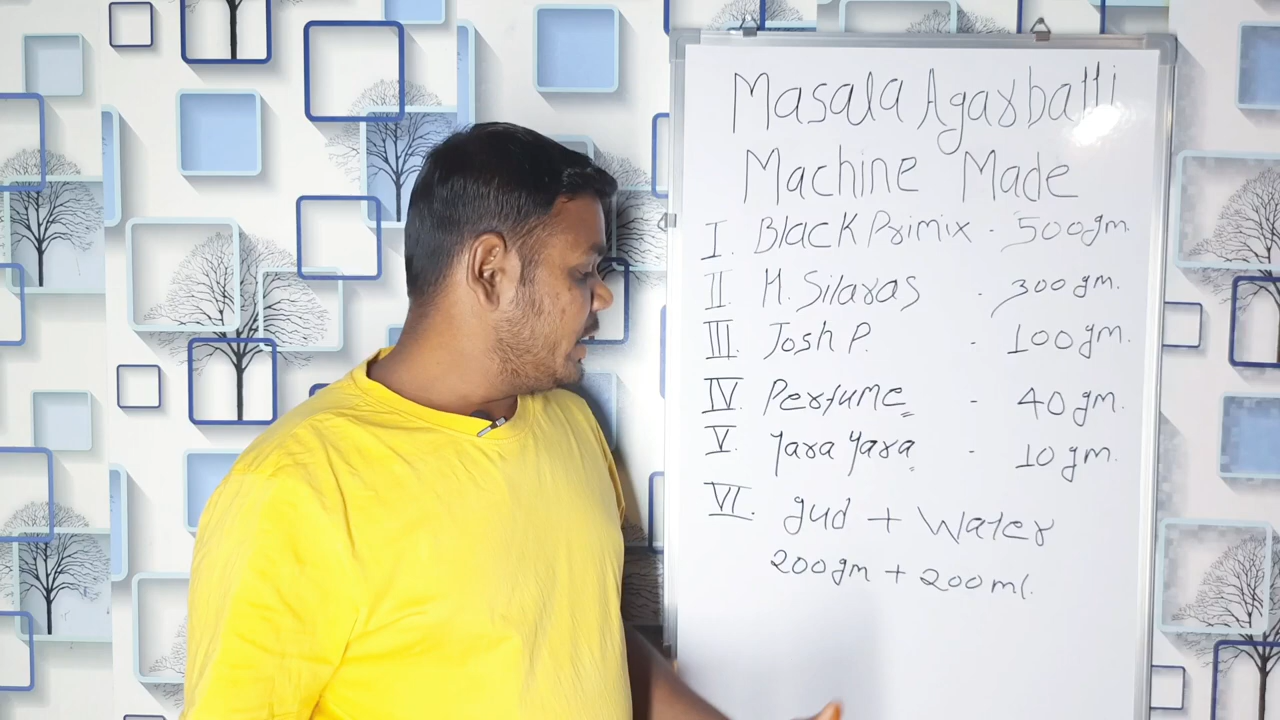 Masala Agarbatti
Machine Made
I. Black Primix - 500gm.
II. H. Silaras - 300gm.
III. Josh P. - 100gm.
IV. Perfume - 40gm.
V. Yara Yara - 10gm.
VI. gud + Water
200gm + 200ml.